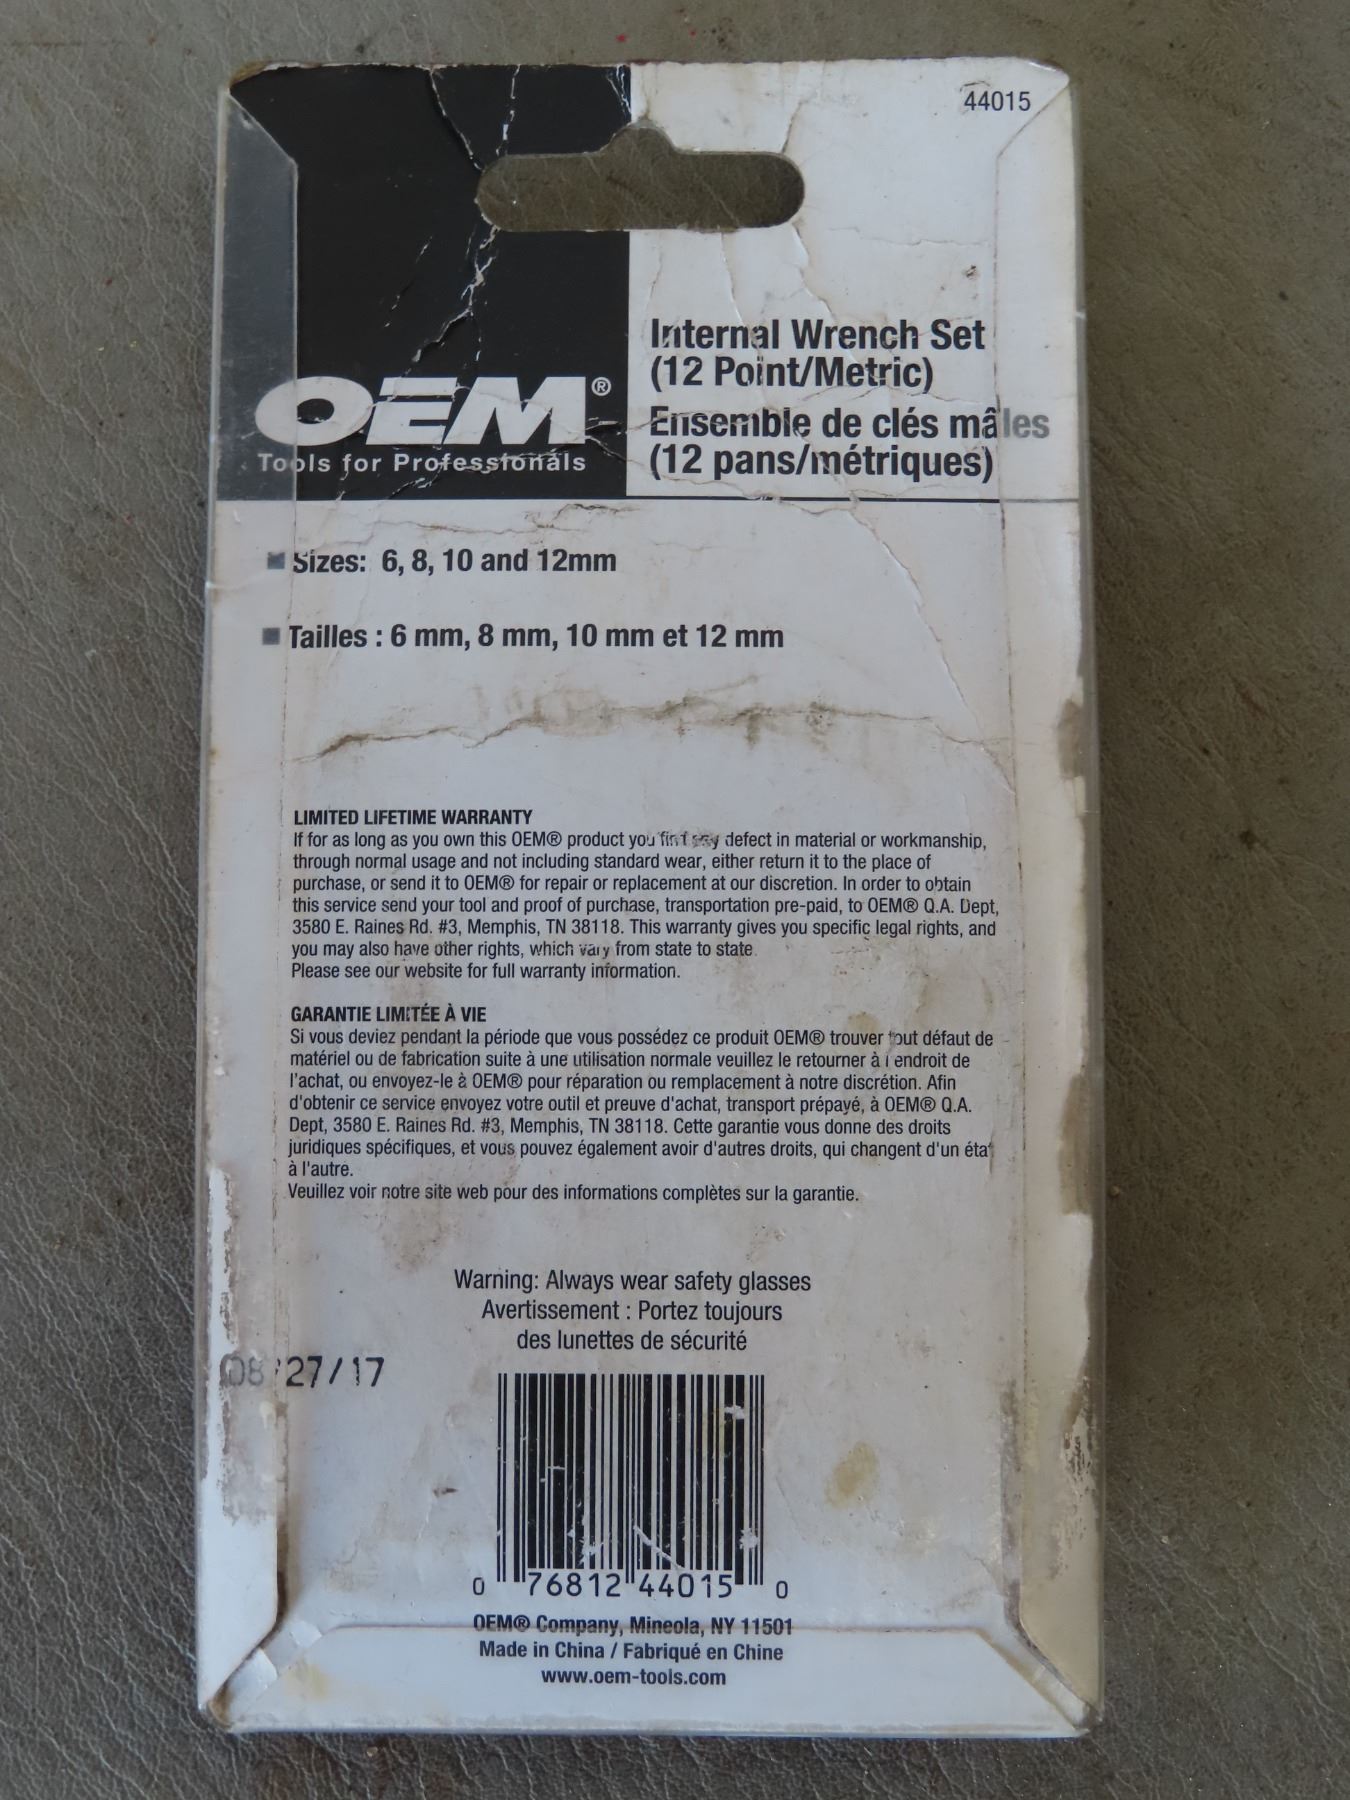 44015
OEM®
Tools for Professionals
Internal Wrench Set
(12 Point/Metric)
Ensemble de clés mâles
(12 pans/métriques)
Sizes: 6, 8, 10 and 12mm
Tailles : 6 mm, 8 mm, 10 mm et 12 mm
LIMITED LIFETIME WARRANTY
If for as long as you own this OEM® product you find any defect in material or workmanship,
through normal usage and not including standard wear, either return it to the place of
purchase, or send it to OEM® for repair or replacement at our discretion. In order to obtain
this service send your tool and proof of purchase, transportation pre-paid, to OEM® Q.A. Dept,
3580 E. Raines Rd. #3, Memphis, TN 38118. This warranty gives you specific legal rights, and
you may also have other rights, which vary from state to state.
Please see our website for full warranty information.
GARANTIE LIMITÉE À VIE
Si vous deviez pendant la période que vous possédez ce produit OEM® trouver tout défaut de
matériel ou de fabrication suite à une utilisation normale veuillez le retourner à l'endroit de
l'achat, ou envoyez-le à OEM® pour réparation ou remplacement à notre discrétion. Afin
d'obtenir ce service envoyez votre outil et preuve d'achat, transport prépayé, à OEM® Q.A.
Dept, 3580 E. Raines Rd. #3, Memphis, TN 38118. Cette garantie vous donne des droits
juridiques spécifiques, et vous pouvez également avoir d'autres droits, qui changent d'un état
à l'autre.
Veuillez voir notre site web pour des informations complètes sur la garantie.
Warning: Always wear safety glasses
Avertissement : Portez toujours
des lunettes de sécurité
08/27/17
0 76812 44015 0
OEM® Company, Mineola, NY 11501
Made in China / Fabriqué en Chine
www.oem-tools.com